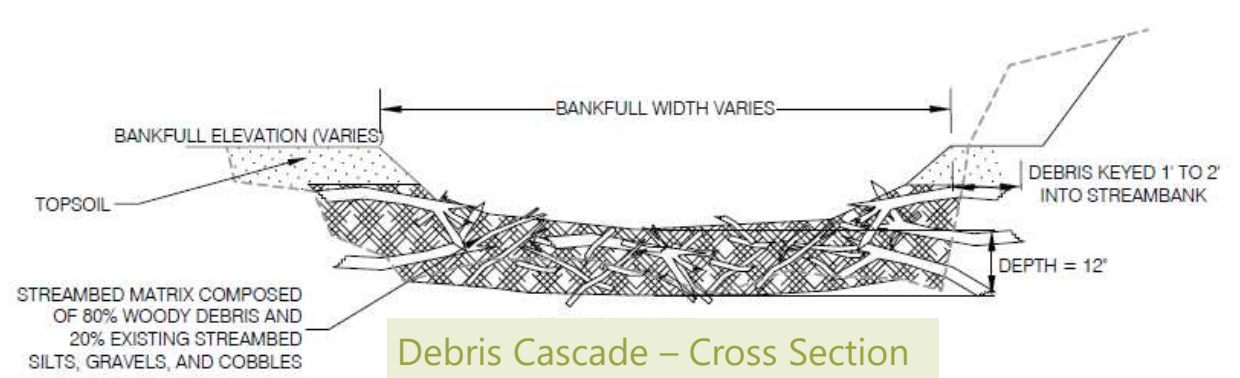 BANKFULL WIDTH VARIES
BANKFULL ELEVATION (VARIES)
TOPSOIL
DEBRIS KEYED 1' TO 2'
INTO STREAMBANK
DEPTH = 12"
STREAMBED MATRIX COMPOSED
OF 80% WOODY DEBRIS AND
20% EXISTING STREAMBED
SILTS, GRAVELS, AND COBBLES
Debris Cascade – Cross Section